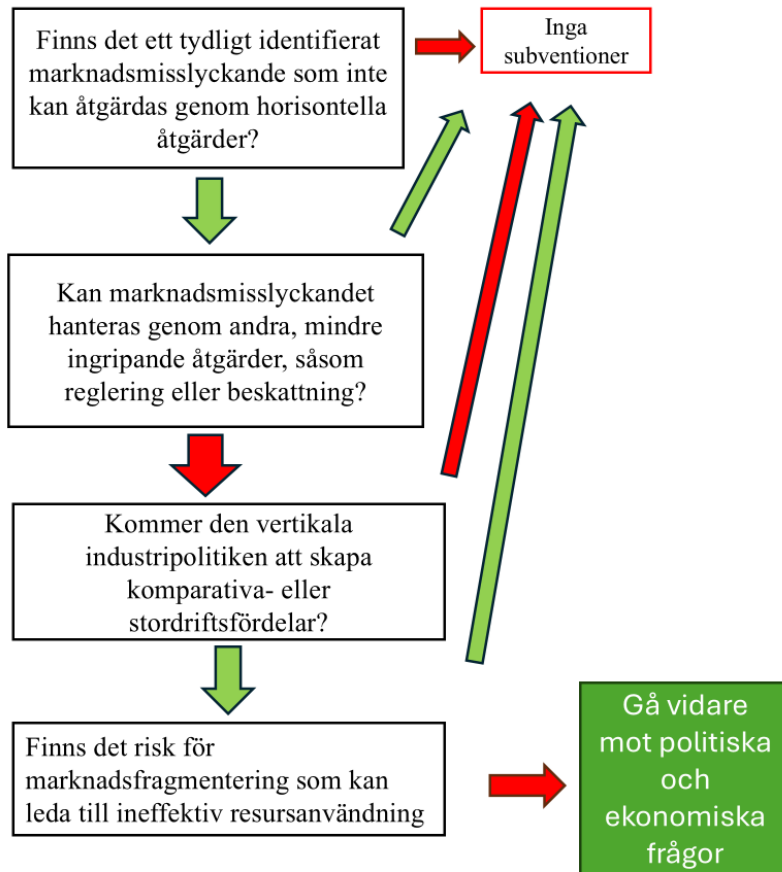 Finns det ett tydligt identifierat
marknadsmisslyckande som inte
kan åtgärdas genom horisontella
åtgärder?
Inga
subventioner
Kan marknadsmisslyckandet
hanteras genom andra, mindre
ingripande åtgärder, såsom
reglering eller beskattning?
Kommer den vertikala
industripolitiken att skapa
komparativa- eller
stordriftsfördelar?
Finns det risk för
marknadsfragmentering som kan
leda till ineffektiv resursanvändning
Gå vidare
mot politiska
och
ekonomiska
frågor